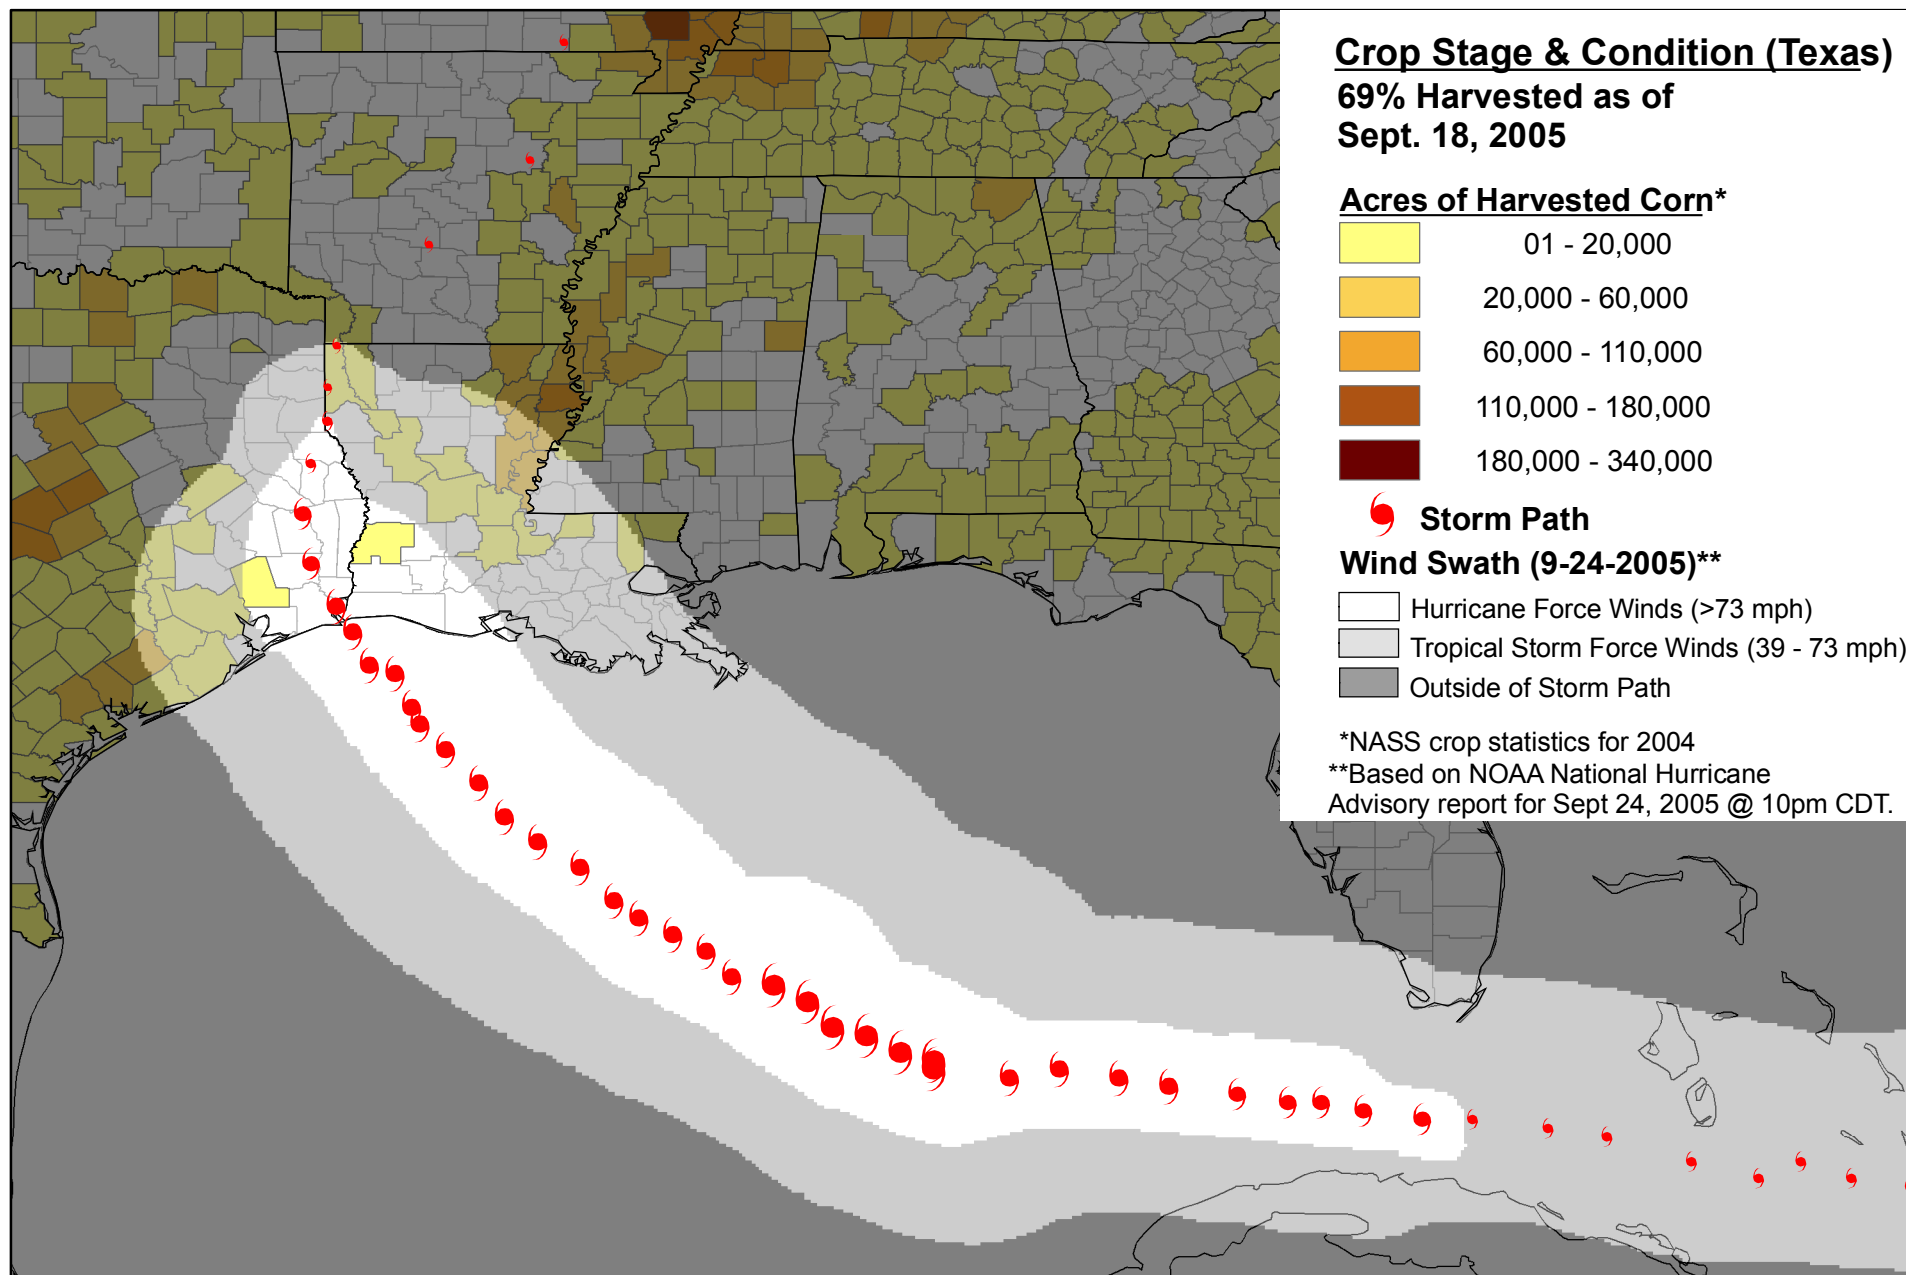 Crop Stage & Condition (Texas)
69% Harvested as of
Sept. 18, 2005
Acres of Harvested Corn*
01 - 20,000
20,000 - 60,000
60,000 - 110,000
110,000 - 180,000
180,000 - 340,000
Storm Path
Wind Swath (9-24-2005)**
Hurricane Force Winds (>73 mph)
Tropical Storm Force Winds (39 - 73 mph)
Outside of Storm Path
*NASS crop statistics for 2004
**Based on NOAA National Hurricane
Advisory report for Sept 24, 2005 @ 10pm CDT.